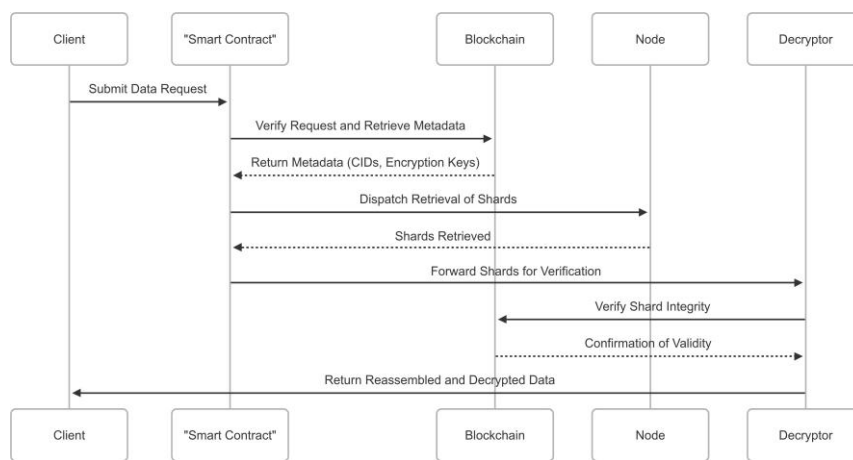 Client
"Smart Contract"
Blockchain
Node
Decryptor
Submit Data Request
Verify Request and Retrieve Metadata
Return Metadata (CIDs, Encryption Keys)
Dispatch Retrieval of Shards
Shards Retrieved
Forward Shards for Verification
Verify Shard Integrity
Confirmation of Validity
Return Reassembled and Decrypted Data
Client
"Smart Contract"
Blockchain
Node
Decryptor